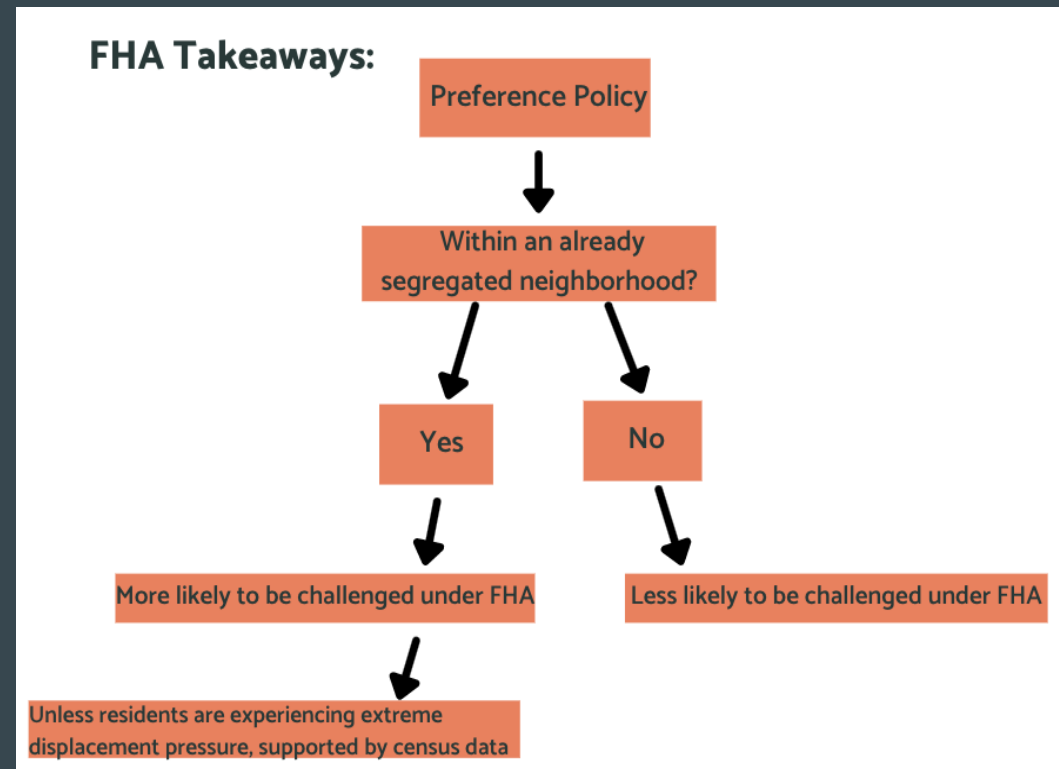 FHA Takeaways:
Preference Policy
Within an already
segregated neighborhood?
Yes
No
More likely to be challenged under FHA
Less likely to be challenged under FHA
Unless residents are experiencing extreme
displacement pressure, supported by census data